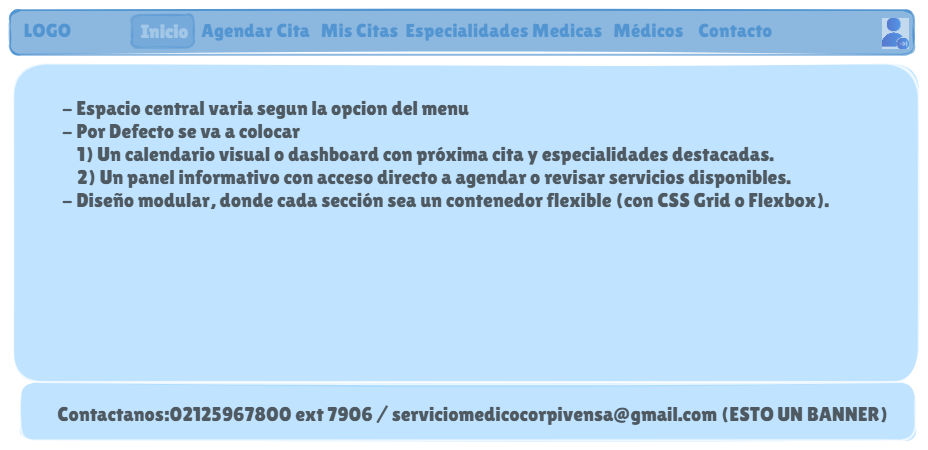 LOGO Inicio Agendar Cita Mis Citas Especialidades Medicas Médicos Contacto
- Espacio central varia segun la opcion del menu
- Por Defecto se va a colocar
1) Un calendario visual o dashboard con próxima cita y especialidades destacadas.
2) Un panel informativo con acceso directo a agendar o revisar servicios disponibles.
- Diseño modular, donde cada sección sea un contenedor flexible (con CSS Grid o Flexbox).
Contactanos:02125967800 ext 7906 / serviciomedicocorpivensa@gmail.com (ESTO UN BANNER)